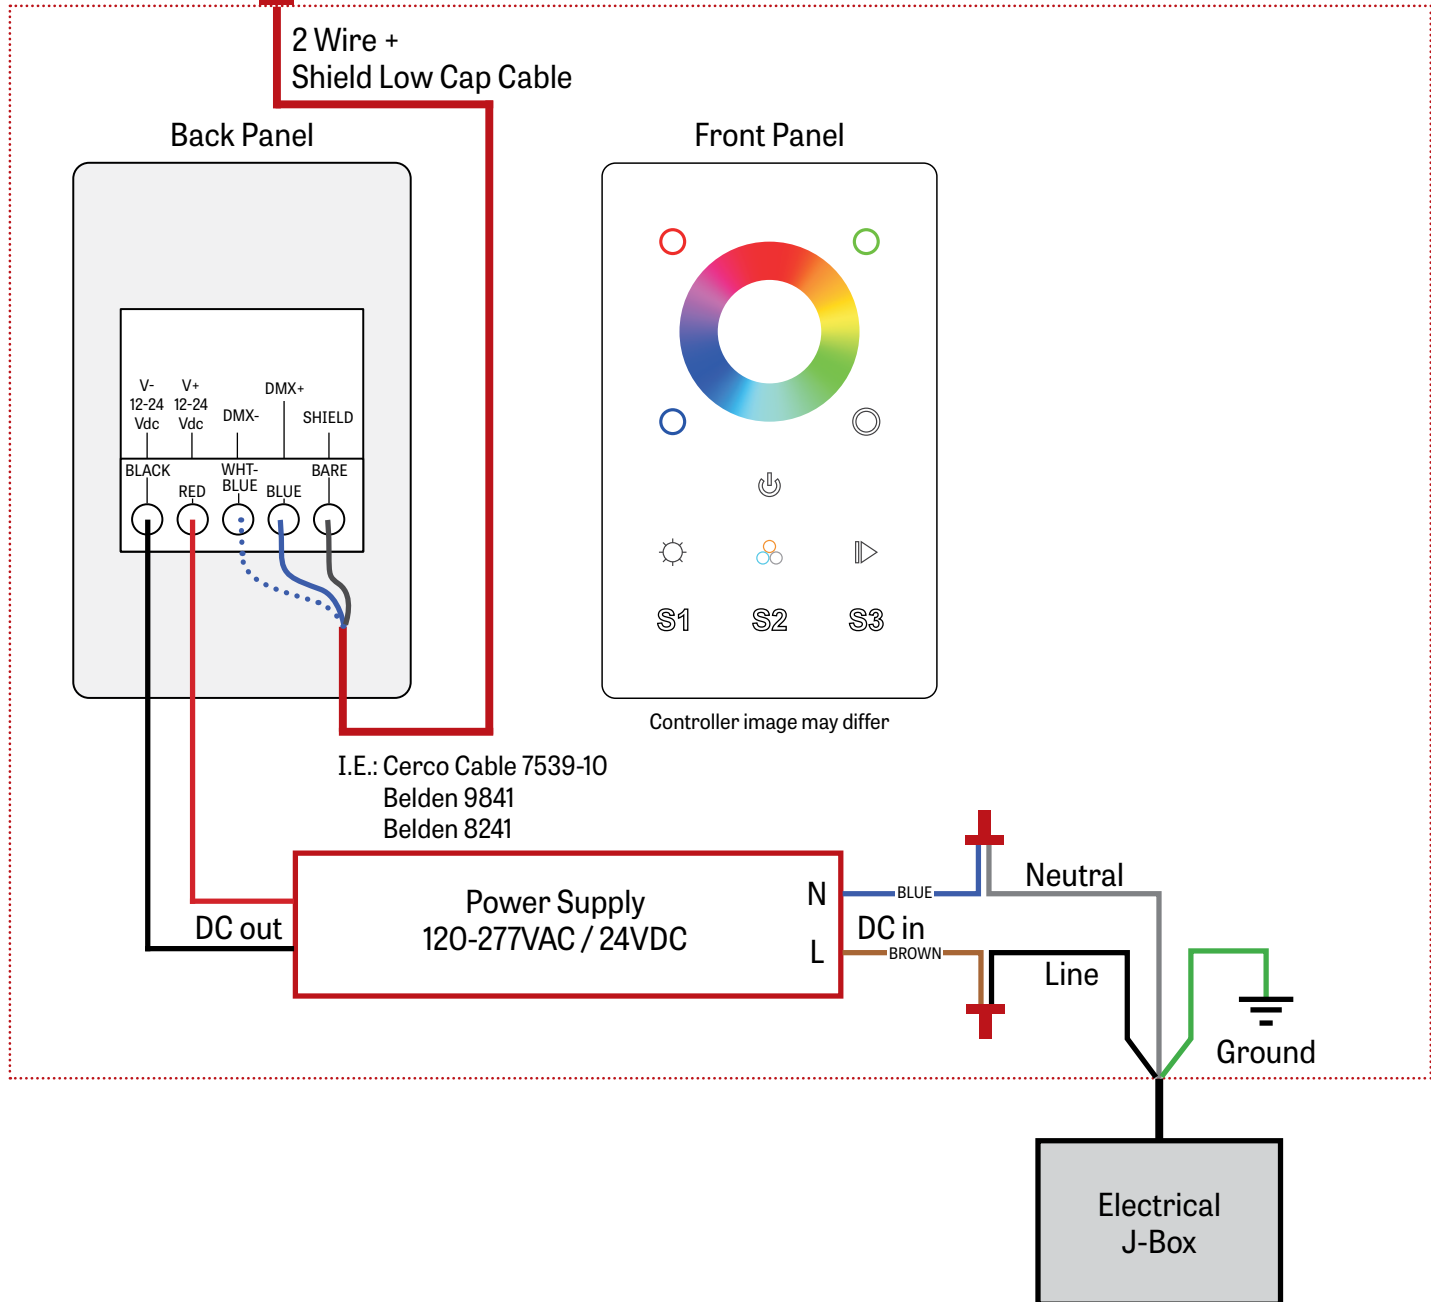 2 Wire +
Shield Low Cap Cable
Back Panel
Front Panel
V-
12-24
Vdc
V+
12-24
Vdc
DMX-
DMX+
SHIELD
BLACK
RED
WHT-
BLUE
BLUE
BARE
S1
S2
S3
Controller image may differ
I.E.: Cerco Cable 7539-10
Belden 9841
Belden 8241
DC out
Power Supply
120-277VAC / 24VDC
N
L
BLUE
DC in
BROWN
Neutral
Line
Ground
Electrical
J-Box